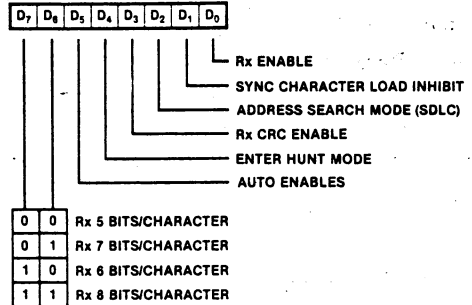 D7 D6 D5 D4 D3 D2 D1 D0
Rx ENABLE
SYNC CHARACTER LOAD INHIBIT
ADDRESS SEARCH MODE (SDLC)
Rx CRC ENABLE
ENTER HUNT MODE
AUTO ENABLES
0 0 Rx 5 BITS/CHARACTER
0 1 Rx 7 BITS/CHARACTER
1 0 Rx 6 BITS/CHARACTER
1 1 Rx 8 BITS/CHARACTER